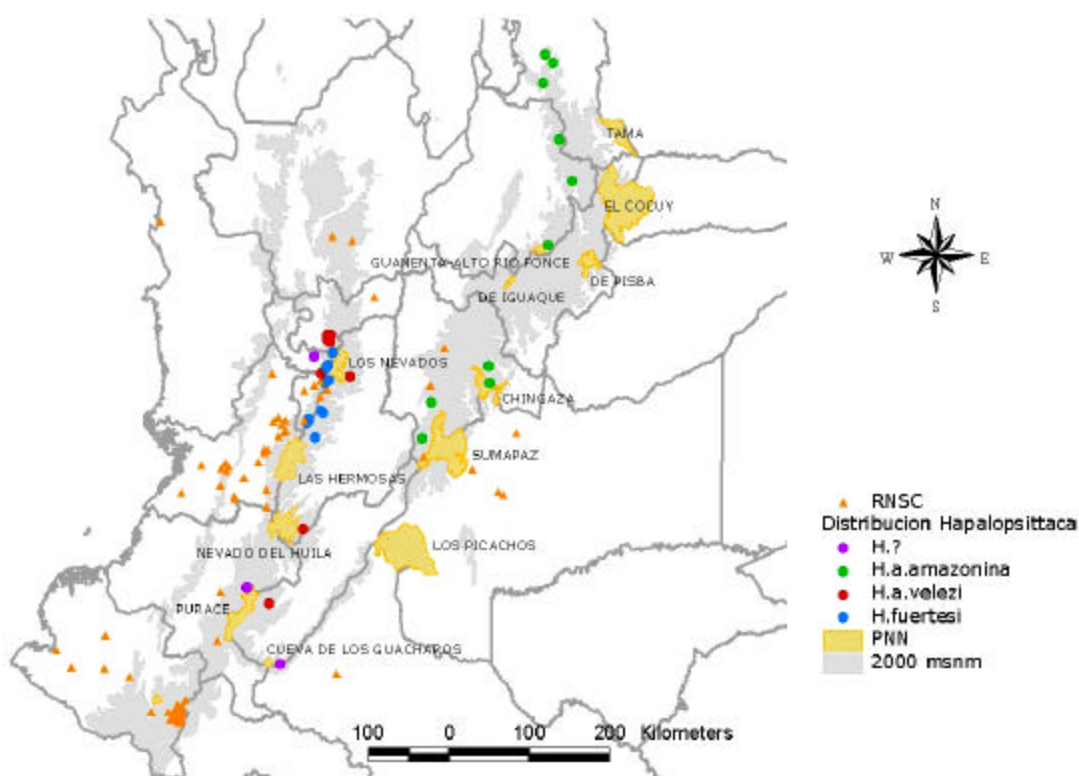 TAMA
EL COCUY
GUANENTA-ALTO RIO FONCE
DE PISBA
DE IGUAQUE
LOS NEVADOS
CHINGAZA
SUMAPAZ
LAS HERMOSAS
NEVADO DEL HUILA
LOS PICACHOS
PURACE
CUEVA DE LOS GUACHAROS
N
W E
S
RNSC
Distribucion Hapalopsittaca
H.?
H.a.amazonina
H.a.velezi
H.fuertesi
PNN
2000 msnm
100 0 100 200 Kilometers